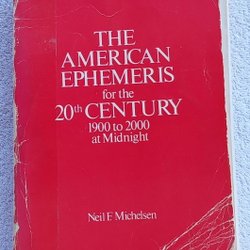 THE
AMERICAN
EPHEMERIS
for the
20th CENTURY
1900 to 2000
at Midnight
Neil F. Michelsen